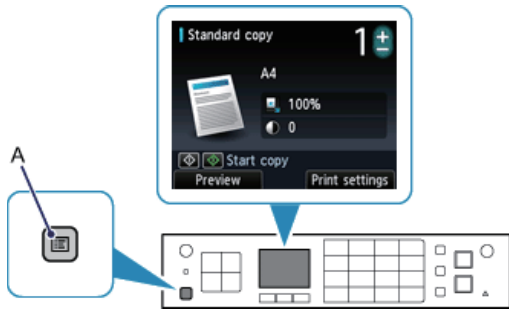 Standard copy 1
A4
100%
0
Start copy
Preview Print settings
A